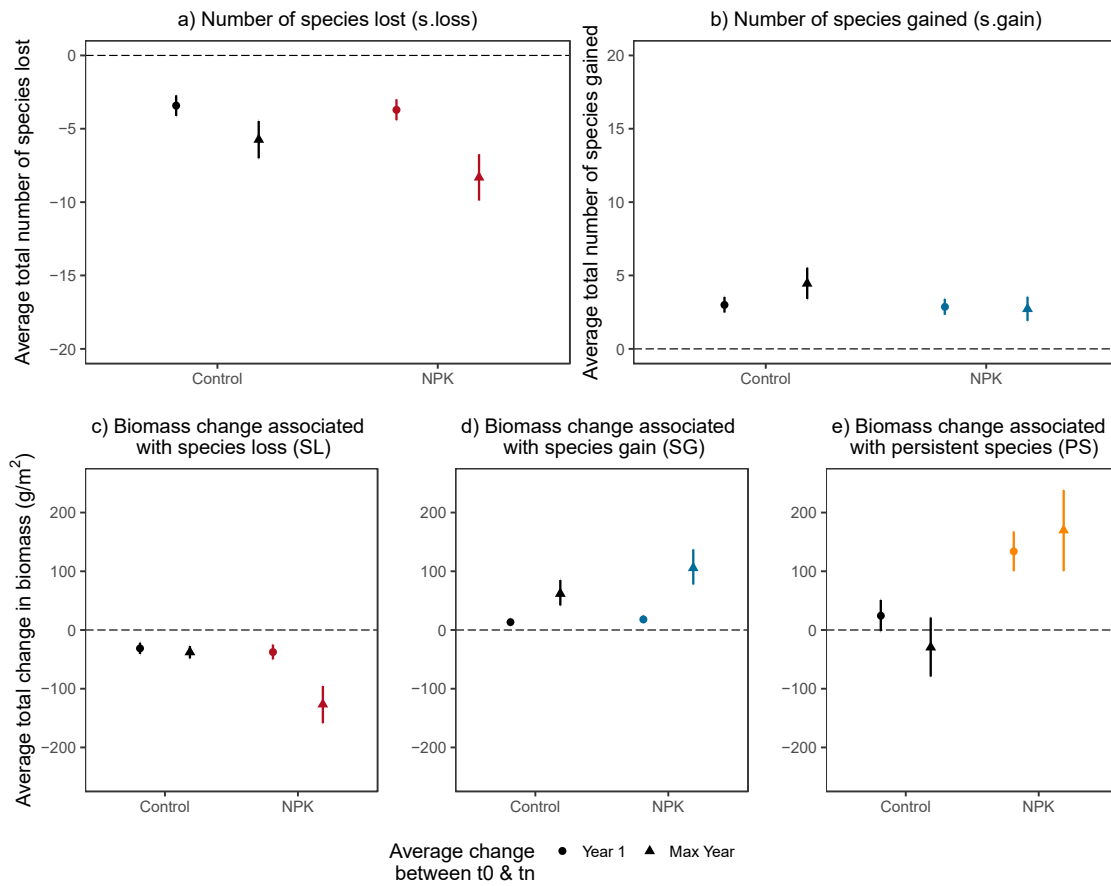 a) Number of species lost (s.loss)
b) Number of species gained (s.gain)
Average total number of species lost
0
−5
−10
−15
−20
Control
NPK
Average total number of species gained
20
15
10
5
0
Control
NPK
c) Biomass change associated
with species loss (SL)
d) Biomass change associated
with species gain (SG)
e) Biomass change associated
with persistent species (PS)
Average total change in biomass (g/m²)
200
100
0
−100
−200
Control
NPK
200
100
0
−100
−200
Control
NPK
200
100
0
−100
−200
Control
NPK
Average change
between t0 & tn
Year 1
Max Year